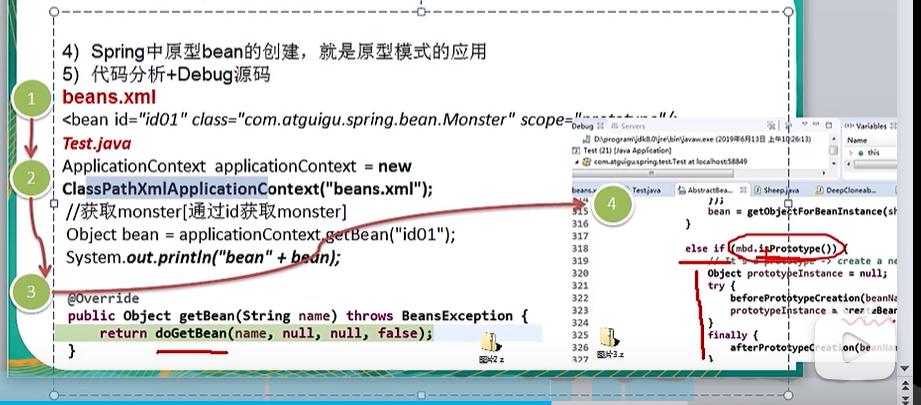 4）Spring中原型bean的创建，就是原型模式的应用
5）代码分析+Debug源码
1
beans.xml
<bean id="id01" class="com.atguigu.spring.bean.Monster" scope="prototype"/
Test.java
2
ApplicationContext applicationContext = new
ClassPathXmlApplicationContext("beans.xml");
//获取monster[通过id获取monster]
Object bean = applicationContext.getBean("id01");
System.out.println("bean" + bean);
3
@Override
public Object getBean(String name) throws BeansException {
return doGetBean(name, null, null, false);
}
图片2.z
Debug Servers
D:\program\jdk8.0\jre\bin\javaw.exe (2019年6月13日 上午10:26:13)
Test (21) [Java Application]
com.atguigu.spring.test.Test at localhost:58849
Variables
Name
this
beans.x
Test.java
AbstractBea...
Sheep.java
DeepCloneab
4
});
315 bean = getObjectForBeanInstance(sh
316 }
317
318 else if (mbd.isPrototype()) {
319 // It's a prototype -> create a ne
320 Object prototypeInstance = null;
321 try {
322 beforePrototypeCreation(beanNa
323 prototypeInstance = createBea
324 }
325 finally {
326 afterPrototypeCreation(beanNam
327 }
图片3.z